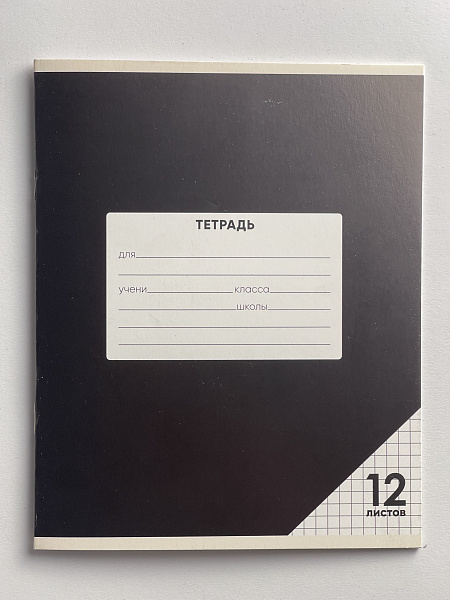 ТЕТРАДЬ
для
учени класса
школы
12
листов